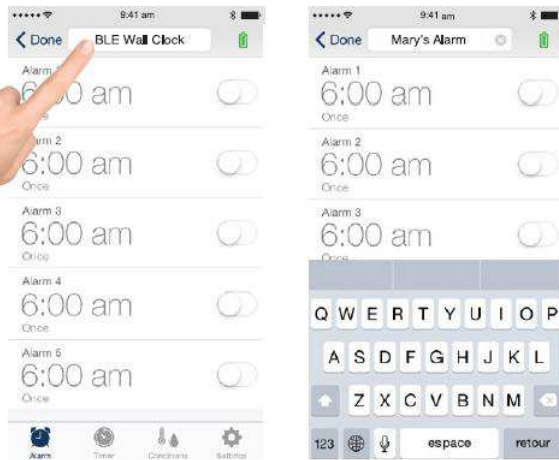 9:41 am
Done
BLE Wall Clock
Alarm
6:00 am
Alarm 2
6:00 am
Once
Alarm 3
6:00 am
Once
Alarm 4
6:00 am
Once
Alarm 5
6:00 am
Once
Alarm
Timer
Conditions
Settings
9:41 am
Done
Mary's Alarm
Alarm 1
6:00 am
Once
Alarm 2
6:00 am
Once
Alarm 3
6:00 am
Once
Q W E R T Y U I O P
A S D F G H J K L
Z X C V B N M
123
espace
retour